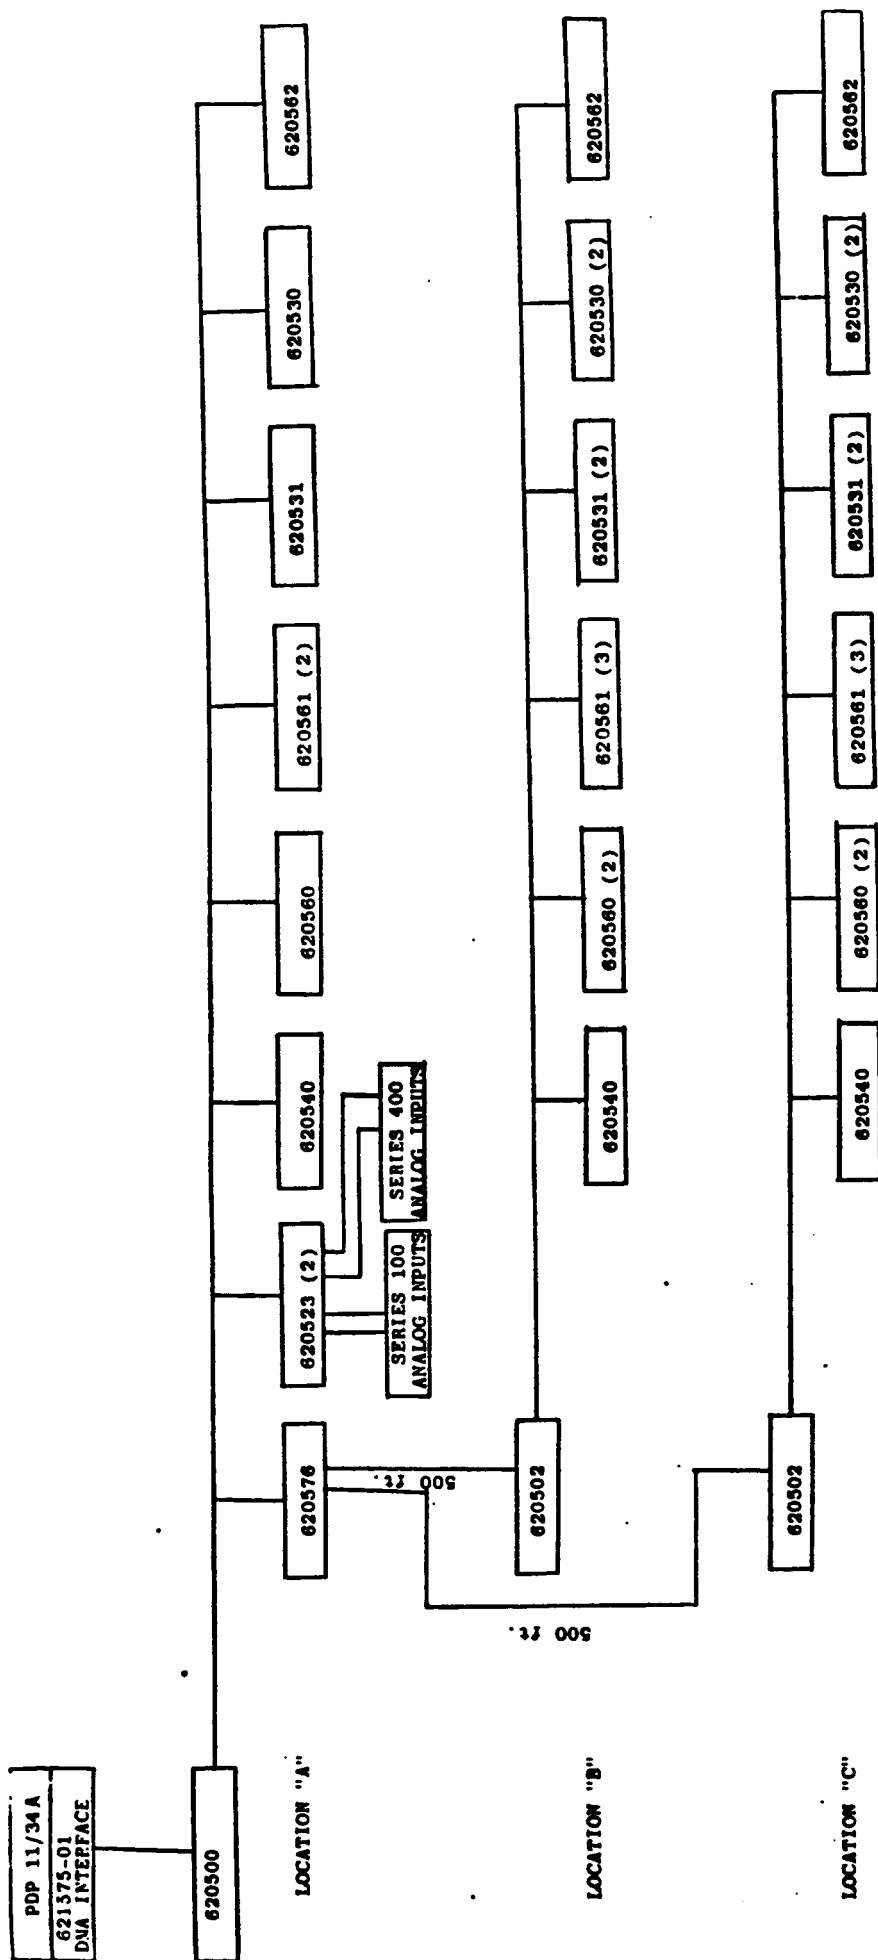 PDP 11/34A
621575-01
DNA INTERFACE
620500
LOCATION "A"
620576
620523 (2)
SERIES 100
ANALOG INPUTS
SERIES 400
ANALOG INPUTS
620540
620560
620561 (2)
620531
620530
620562
500 ft.
500 ft.
LOCATION "B"
620502
620540
620560 (2)
620561 (3)
620531 (2)
620530 (2)
620562
LOCATION "C"
620502
620540
620560 (2)
620561 (3)
620531 (2)
620530 (2)
620562